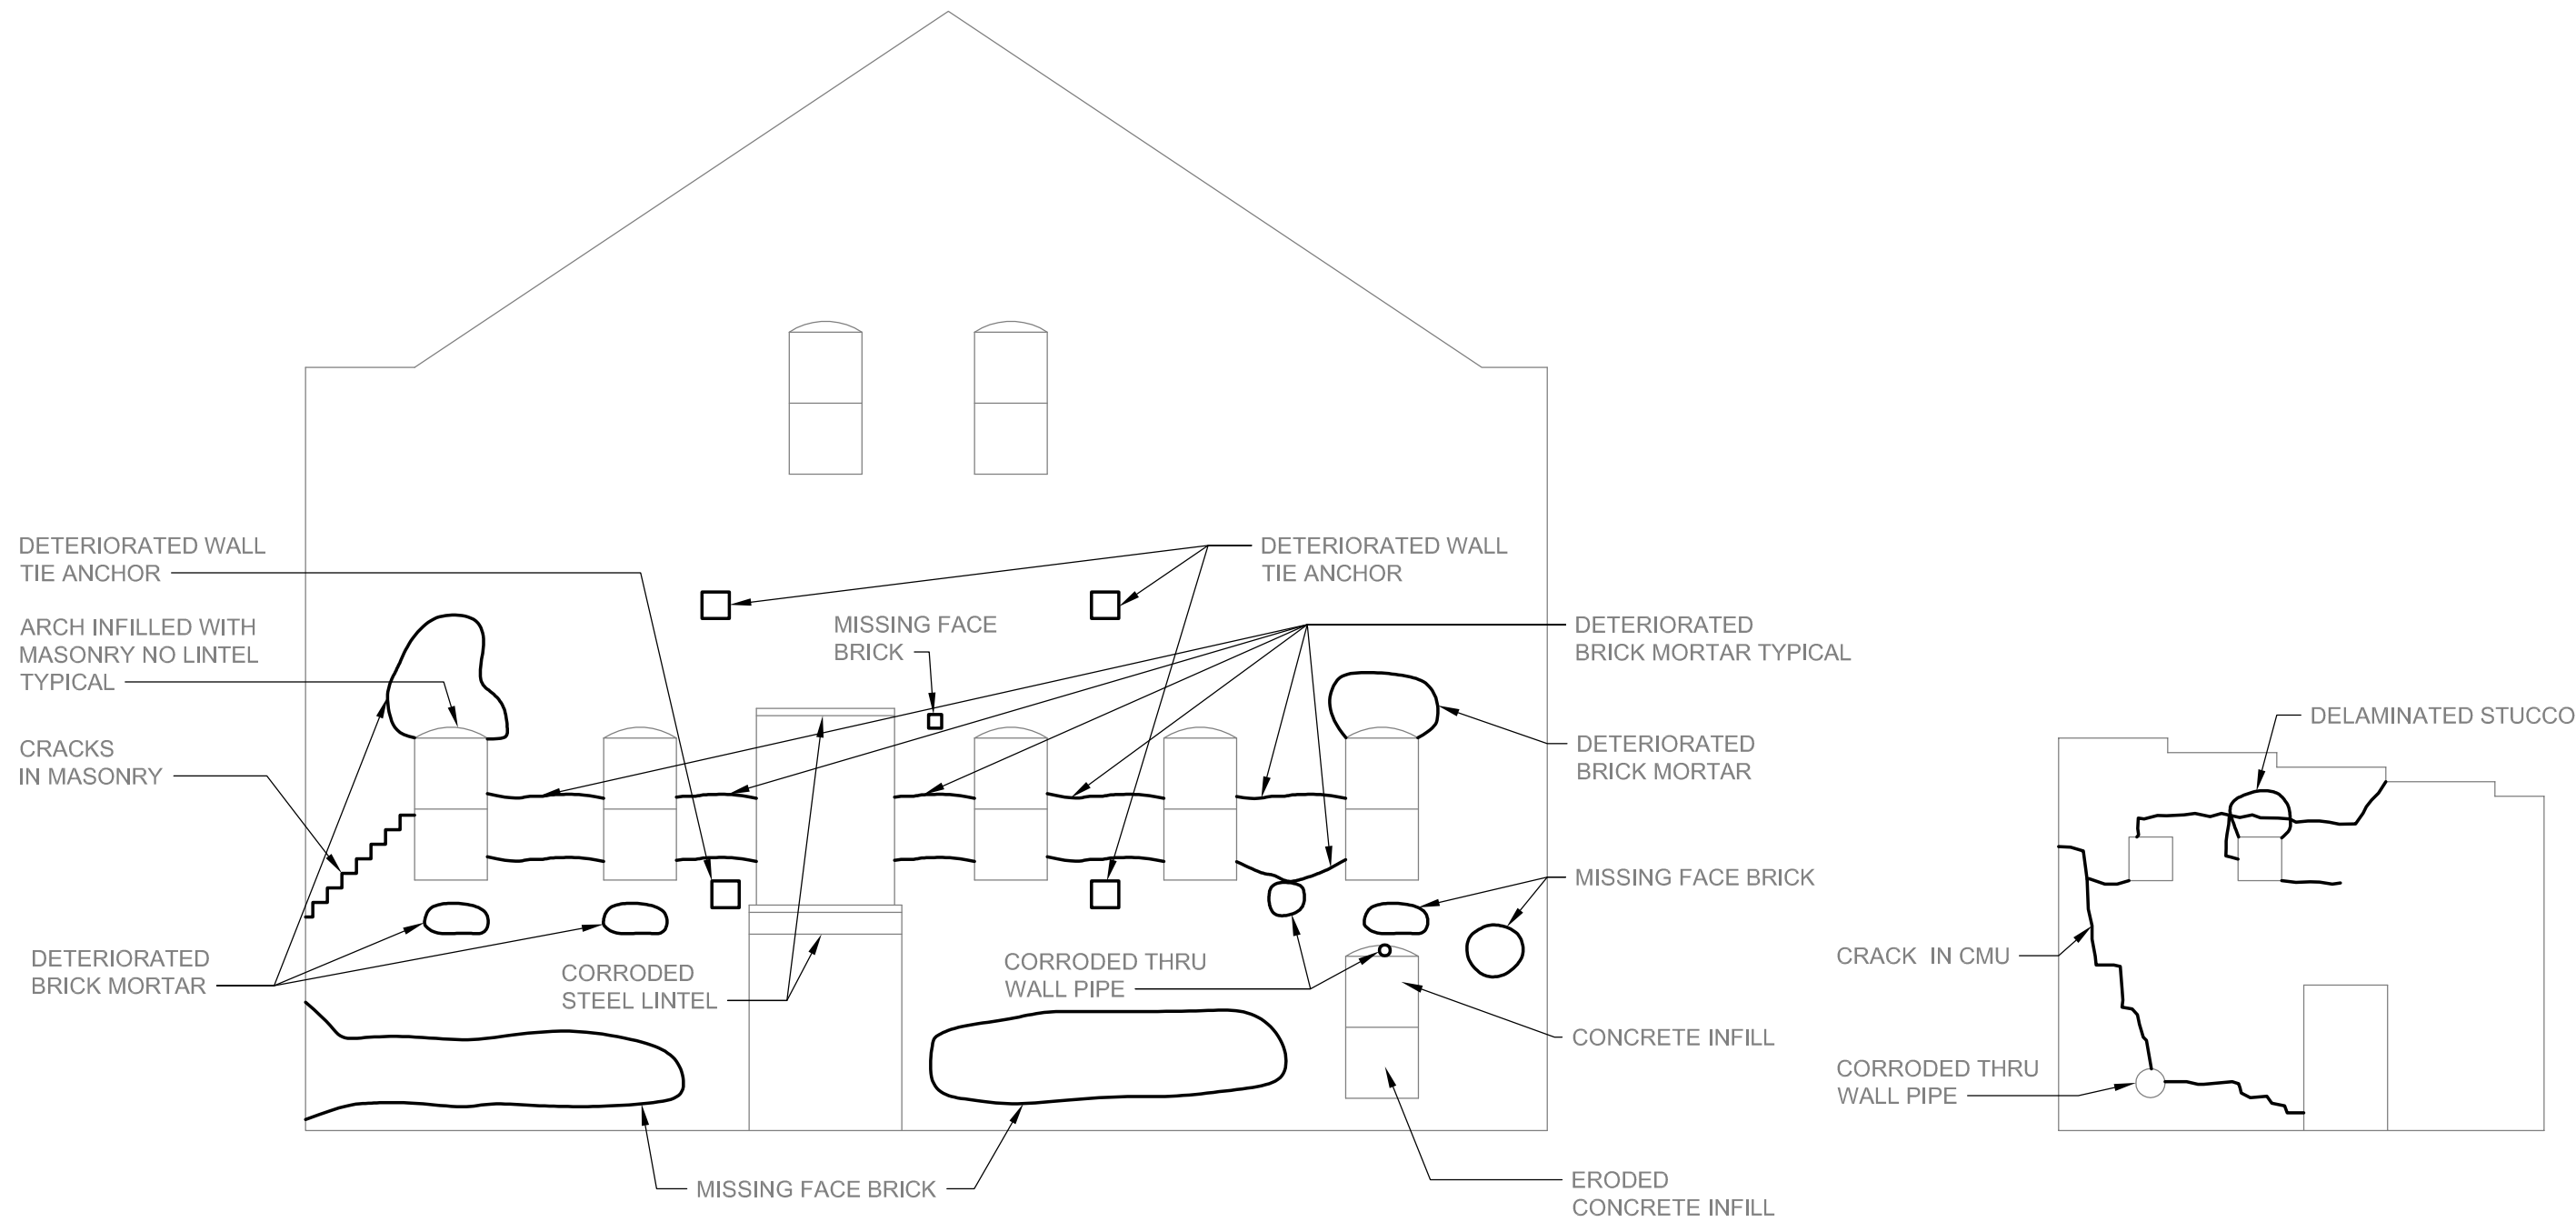 DETERIORATED WALL
TIE ANCHOR
ARCH INFILLED WITH
MASONRY NO LINTEL
TYPICAL
CRACKS
IN MASONRY
DETERIORATED
BRICK MORTAR
CORRODED
STEEL LINTEL
MISSING FACE
BRICK
DETERIORATED WALL
TIE ANCHOR
DETERIORATED
BRICK MORTAR TYPICAL
DETERIORATED
BRICK MORTAR
MISSING FACE BRICK
CORRODED THRU
WALL PIPE
CONCRETE INFILL
ERODED
CONCRETE INFILL
MISSING FACE BRICK
DELAMINATED STUCCO
CRACK IN CMU
CORRODED THRU
WALL PIPE